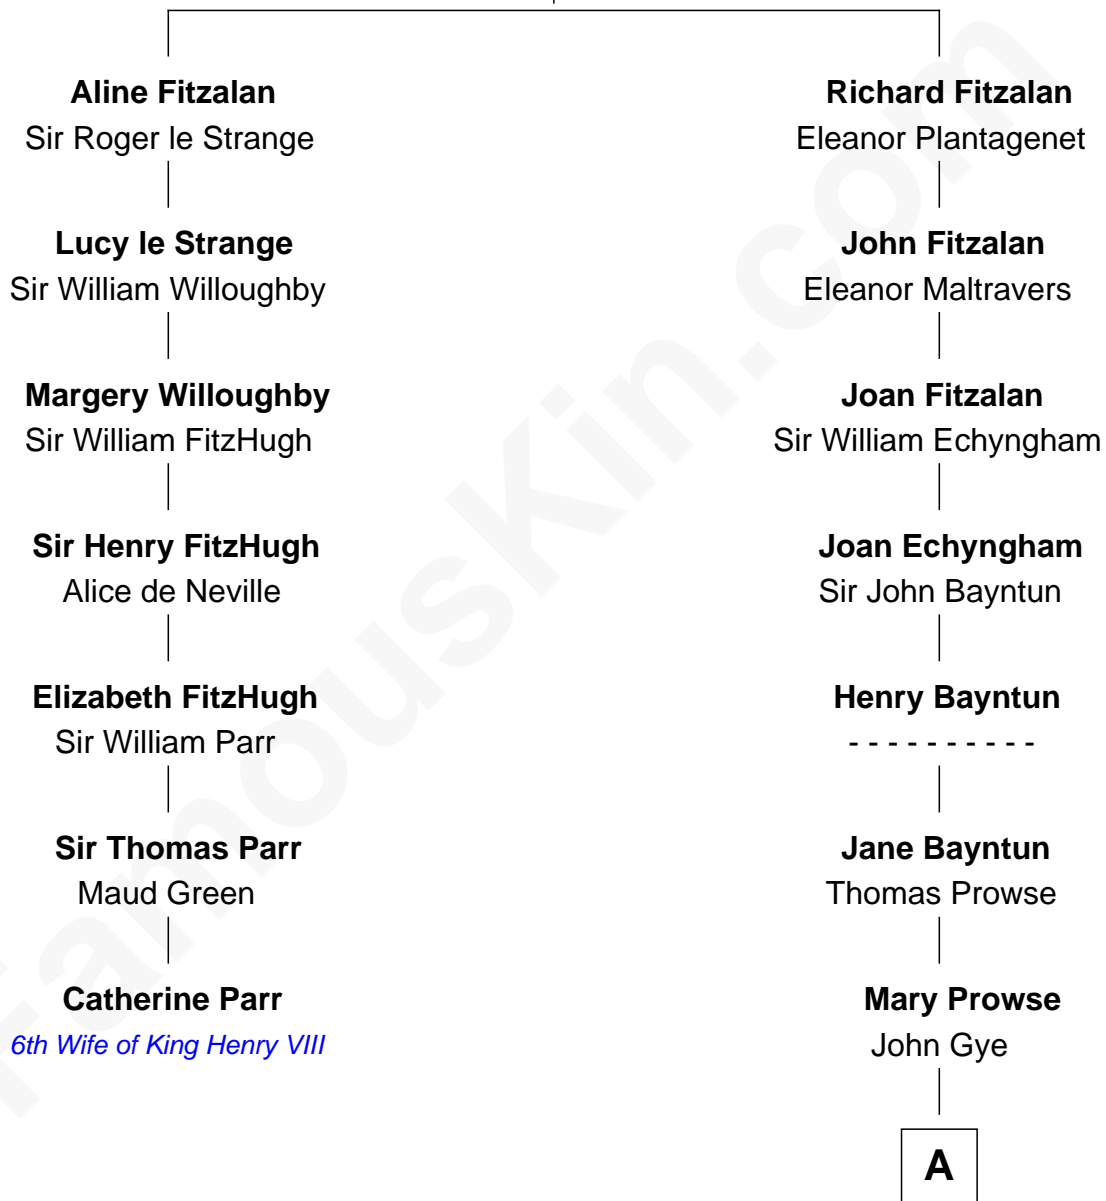 Aline Fitzalan
Sir Roger le Strange
Lucy le Strange
Sir William Willoughby
Margery Willoughby
Sir William FitzHugh
Sir Henry FitzHugh
Alice de Neville
Elizabeth FitzHugh
Sir William Parr
Sir Thomas Parr
Maud Green
Catherine Parr
6th Wife of King Henry VIII
Richard Fitzalan
Eleanor Plantagenet
John Fitzalan
Eleanor Maltravers
Joan Fitzalan
Sir William Echyngham
Joan Echyngham
Sir John Bayntun
Henry Bayntun
- - - - - - - - - -
Jane Bayntun
Thomas Prowse
Mary Prowse
John Gye
A
FamousKin.com